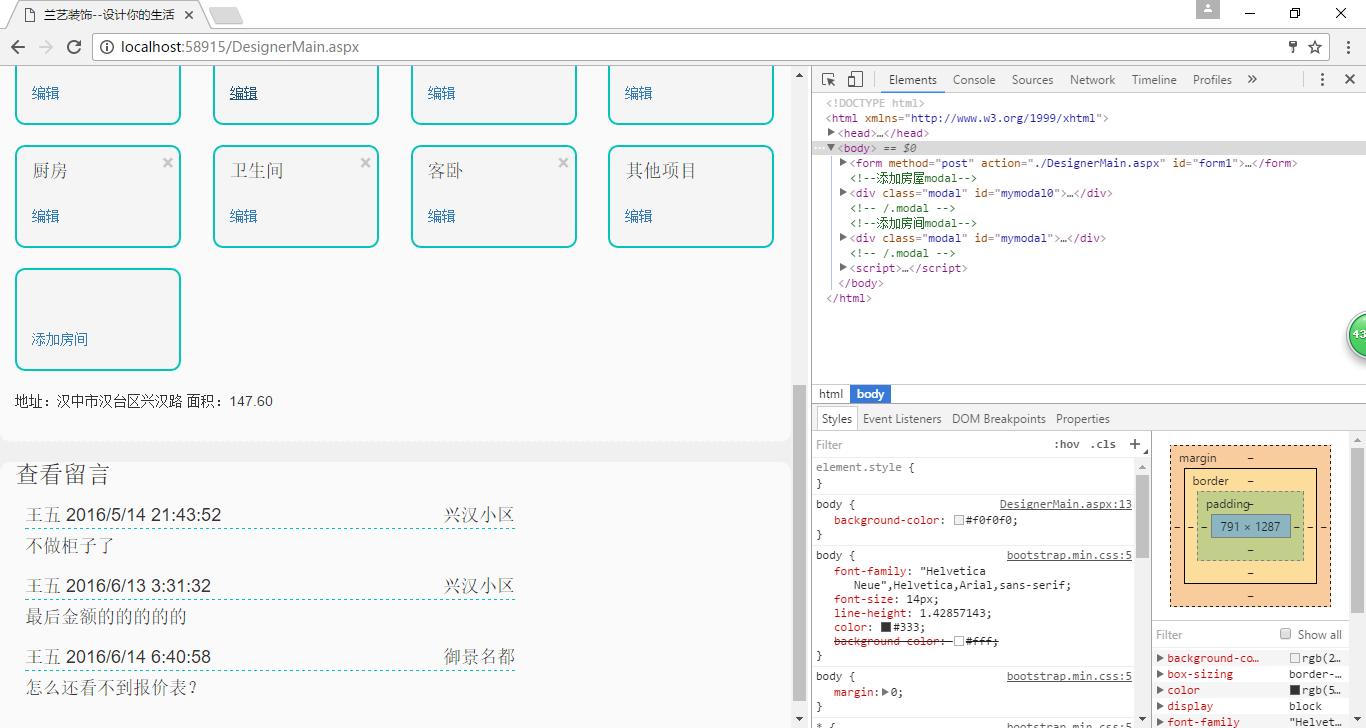 兰艺装饰--设计你的生活
localhost:58915/DesignerMain.aspx
编辑 编辑 编辑 编辑
厨房 卫生间 客卧 其他项目
编辑 编辑 编辑 编辑
添加房间
地址：汉中市汉台区兴汉路 面积：147.60
查看留言
王五 2016/5/14 21:43:52 兴汉小区
不做柜子了
王五 2016/6/13 3:31:32 兴汉小区
最后金额的的的的的
王五 2016/6/14 6:40:58 御景名都
怎么还看不到报价表？
Elements Console Sources Network Timeline Profiles »
<!DOCTYPE html>
<html xmlns="http://www.w3.org/1999/xhtml">
<head>…</head>
<body> == $0
<form method="post" action="./DesignerMain.aspx" id="form1">…</form>
<!--添加房屋modal-->
<div class="modal" id="mymodal0">…</div>
<!-- /.modal -->
<!--添加房间modal-->
<div class="modal" id="mymodal">…</div>
<!-- /.modal -->
<script>…</script>
</body>
</html>
43
html body
Styles Event Listeners DOM Breakpoints Properties
Filter :hov .cls +
element.style {
}
body { DesignerMain.aspx:13
background-color: #f0f0f0;
}
body { bootstrap.min.css:5
font-family: "Helvetica
Neue",Helvetica,Arial,sans-serif;
font-size: 14px;
line-height: 1.42857143;
color: #333;
background-color: #fff;
}
body { bootstrap.min.css:5
margin: 0;
}
* { bootstrap.min.css:5
margin –
border –
padding –
– – – 791 × 1287 – – –
–
–
–
Filter Show all
background-co… rgb(2…
box-sizing border-…
color rgb(5…
display block
font-family "Helvet…